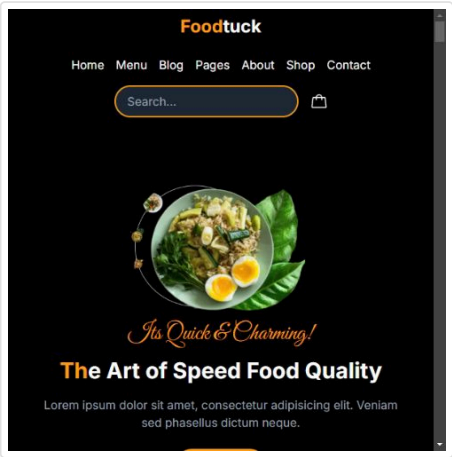 Foodtuck
Home Menu Blog Pages About Shop Contact
Search...
Its Quick & Charming!
The Art of Speed Food Quality
Lorem ipsum dolor sit amet, consectetur adipisicing elit. Veniam
sed phasellus dictum neque.